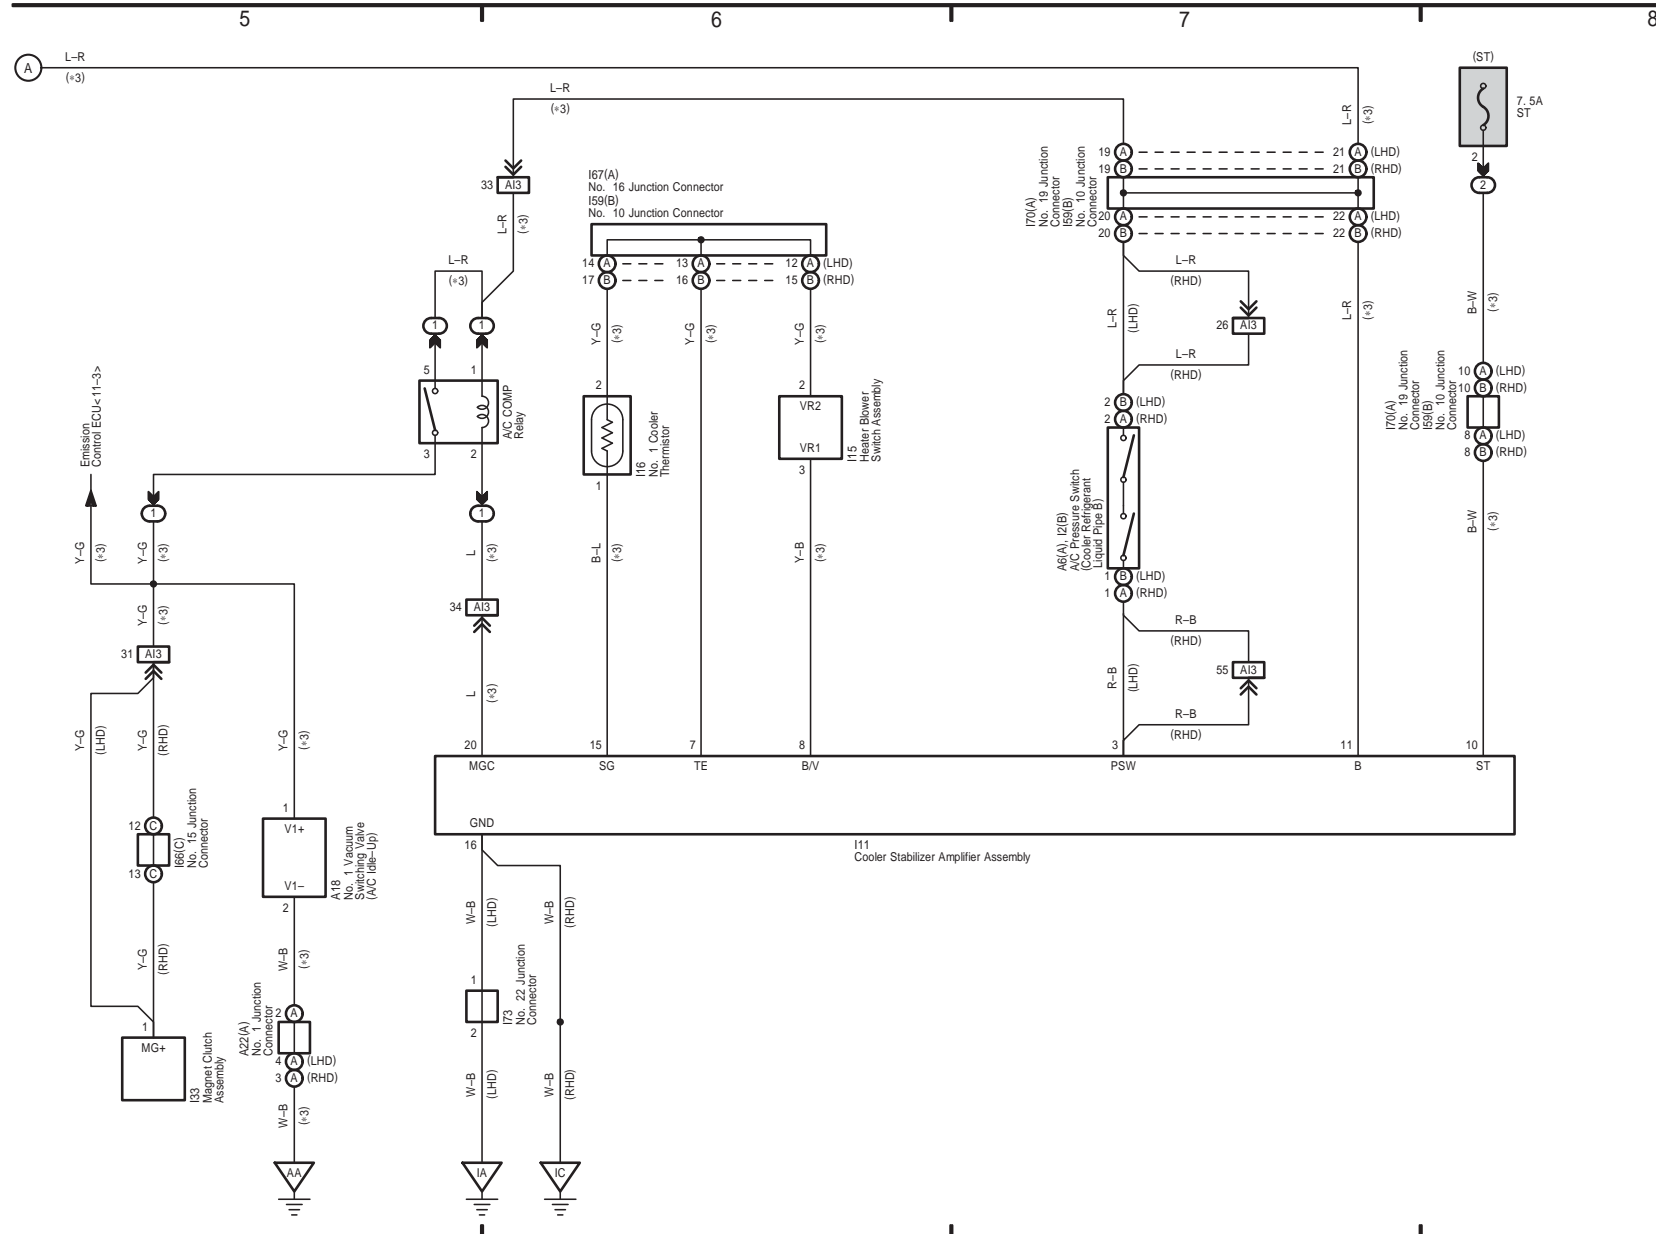 5 6 7 8
A
L–R
(∗3)
L–R
(∗3)
(ST)
7. 5A
ST
2
2
L–R
(∗3)
19 A 21 A (LHD)
19 B 21 B (RHD)
I70(A)
No. 19 Junction
Connector
I59(B)
No. 10 Junction
Connector
20 A 22 A (LHD)
20 B 22 B (RHD)
33 AI3
L–R
(∗3)
I67(A)
No. 16 Junction Connector
I59(B)
No. 10 Junction Connector
14 A 13 A 12 A (LHD)
17 B 16 B 15 B (RHD)
L–R
(∗3)
1 1
5 1
A/C COMP
Relay
3 2
Y–G
(∗3)
Y–G
(∗3)
Y–G
(∗3)
L–R
(LHD)
L–R
(RHD)
26 AI3
L–R
(RHD)
L–R
(∗3)
B–W
(∗3)
Emission
Control ECU<11–3>
2
I16
No. 1 Cooler
Thermistor
1
2
VR2
VR1
3
I15
Heater Blower
Switch Assembly
2 B (LHD)
2 A (RHD)
A6(A), I2(B)
A/C Pressure Switch
(Cooler Refrigerant
Liquid Pipe B)
1 B (LHD)
1 A (RHD)
I70(A)
No. 19 Junction
Connector
I59(B)
No. 10 Junction
Connector
10 A (LHD)
10 B (RHD)
8 A (LHD)
8 B (RHD)
1
1
Y–G
(∗3)
Y–G
(∗3)
L
(∗3)
B–L
(∗3)
Y–B
(∗3)
B–W
(∗3)
Y–G
(∗3)
34 AI3
31 AI3
L
(∗3)
R–B
(RHD)
R–B
(LHD)
55 AI3
R–B
(RHD)
Y–G
(LHD)
Y–G
(RHD)
Y–G
(∗3)
20 15 7 8 3 11 10
MGC SG TE B/V PSW B ST
GND
16
I11
Cooler Stabilizer Amplifier Assembly
12 C
I66(C)
No. 15 Junction
Connector
13 C
1
V1+
V1–
2
A18
No. 1 Vacuum
Switching Valve
(A/C Idle–Up)
Y–G
(RHD)
W–B
(∗3)
W–B
(LHD)
W–B
(RHD)
1
MG+
I33
Magnet Clutch
Assembly
A22(A)
No. 1 Junction
Connector
2 A
4 A (LHD)
3 A (RHD)
1
I73
No. 22 Junction
Connector
2
W–B
(∗3)
W–B
(LHD)
W–B
(RHD)
AA IA IC